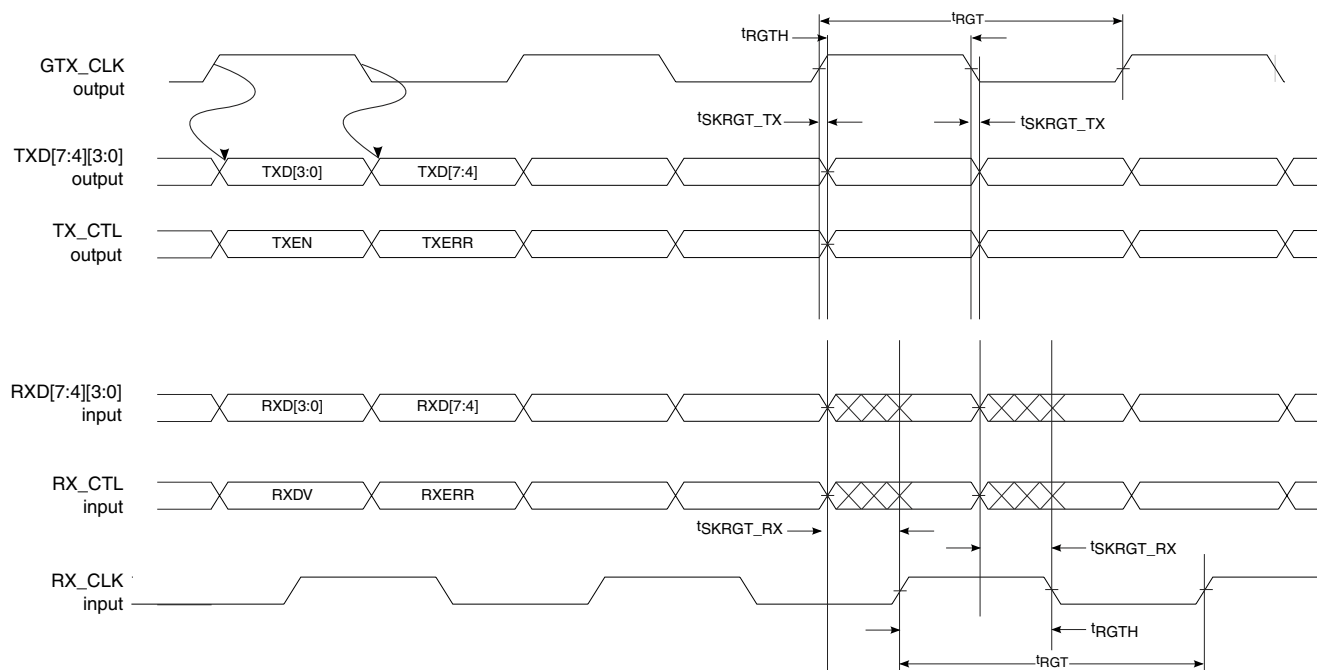 tRGT
tRGTH
GTX_CLK
output
tSKRGT_TX
tSKRGT_TX
TXD[7:4][3:0]
output
TXD[3:0]
TXD[7:4]
TX_CTL
output
TXEN
TXERR
RXD[7:4][3:0]
input
RXD[3:0]
RXD[7:4]
RX_CTL
input
RXDV
RXERR
tSKRGT_RX
tSKRGT_RX
RX_CLK
input
tRGTH
tRGT